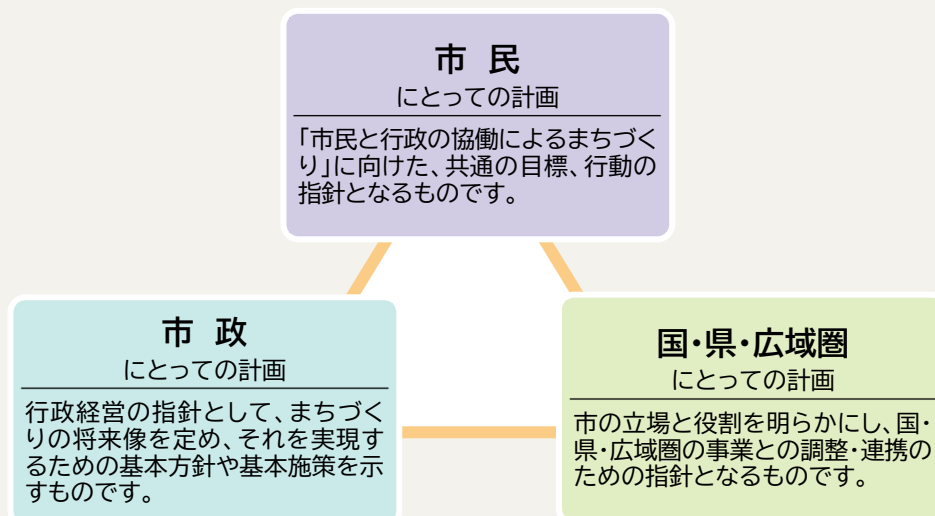 市 民
にとっての計画
「市民と行政の協働によるまちづく
り」に向けた、共通の目標、行動の
指針となるものです。
市 政
にとっての計画
行政経営の指針として、まちづく
りの将来像を定め、それを実現す
るための基本方針や基本施策を示
すものです。
国・県・広域圏
にとっての計画
市の立場と役割を明らかにし、国・
県・広域圏の事業との調整・連携の
ための指針となるものです。